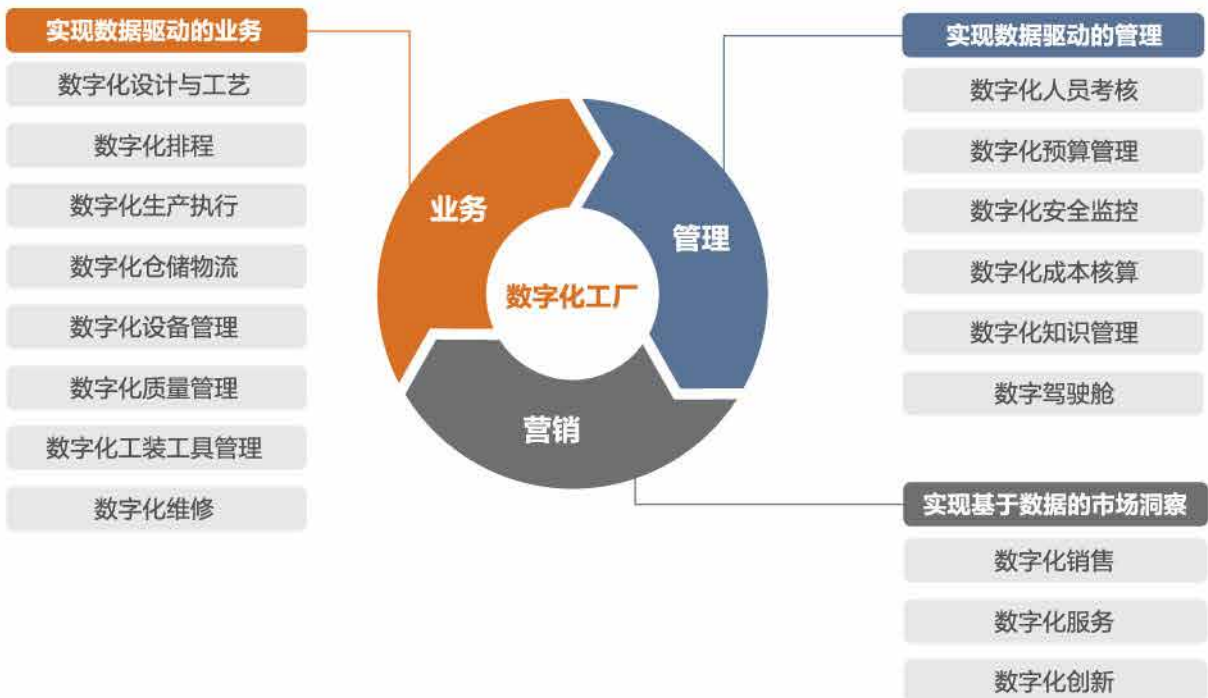 实现数据驱动的业务
数字化设计与工艺
数字化排程
数字化生产执行
数字化仓储物流
数字化设备管理
数字化质量管理
数字化工装工具管理
数字化维修
业务
管理
数字化工厂
营销
实现数据驱动的管理
数字化人员考核
数字化预算管理
数字化安全监控
数字化成本核算
数字化知识管理
数字驾驶舱
实现基于数据的市场洞察
数字化销售
数字化服务
数字化创新